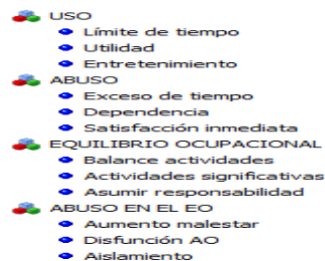 USO
Límite de tiempo
Utilidad
Entretenimiento
ABUSO
Exceso de tiempo
Dependencia
Satisfacción inmediata
EQUILIBRIO OCUPACIONAL
Balance actividades
Actividades significativas
Asumir responsabilidad
ABUSO EN EL EO
Aumento malestar
Disfunción AO
Aislamiento